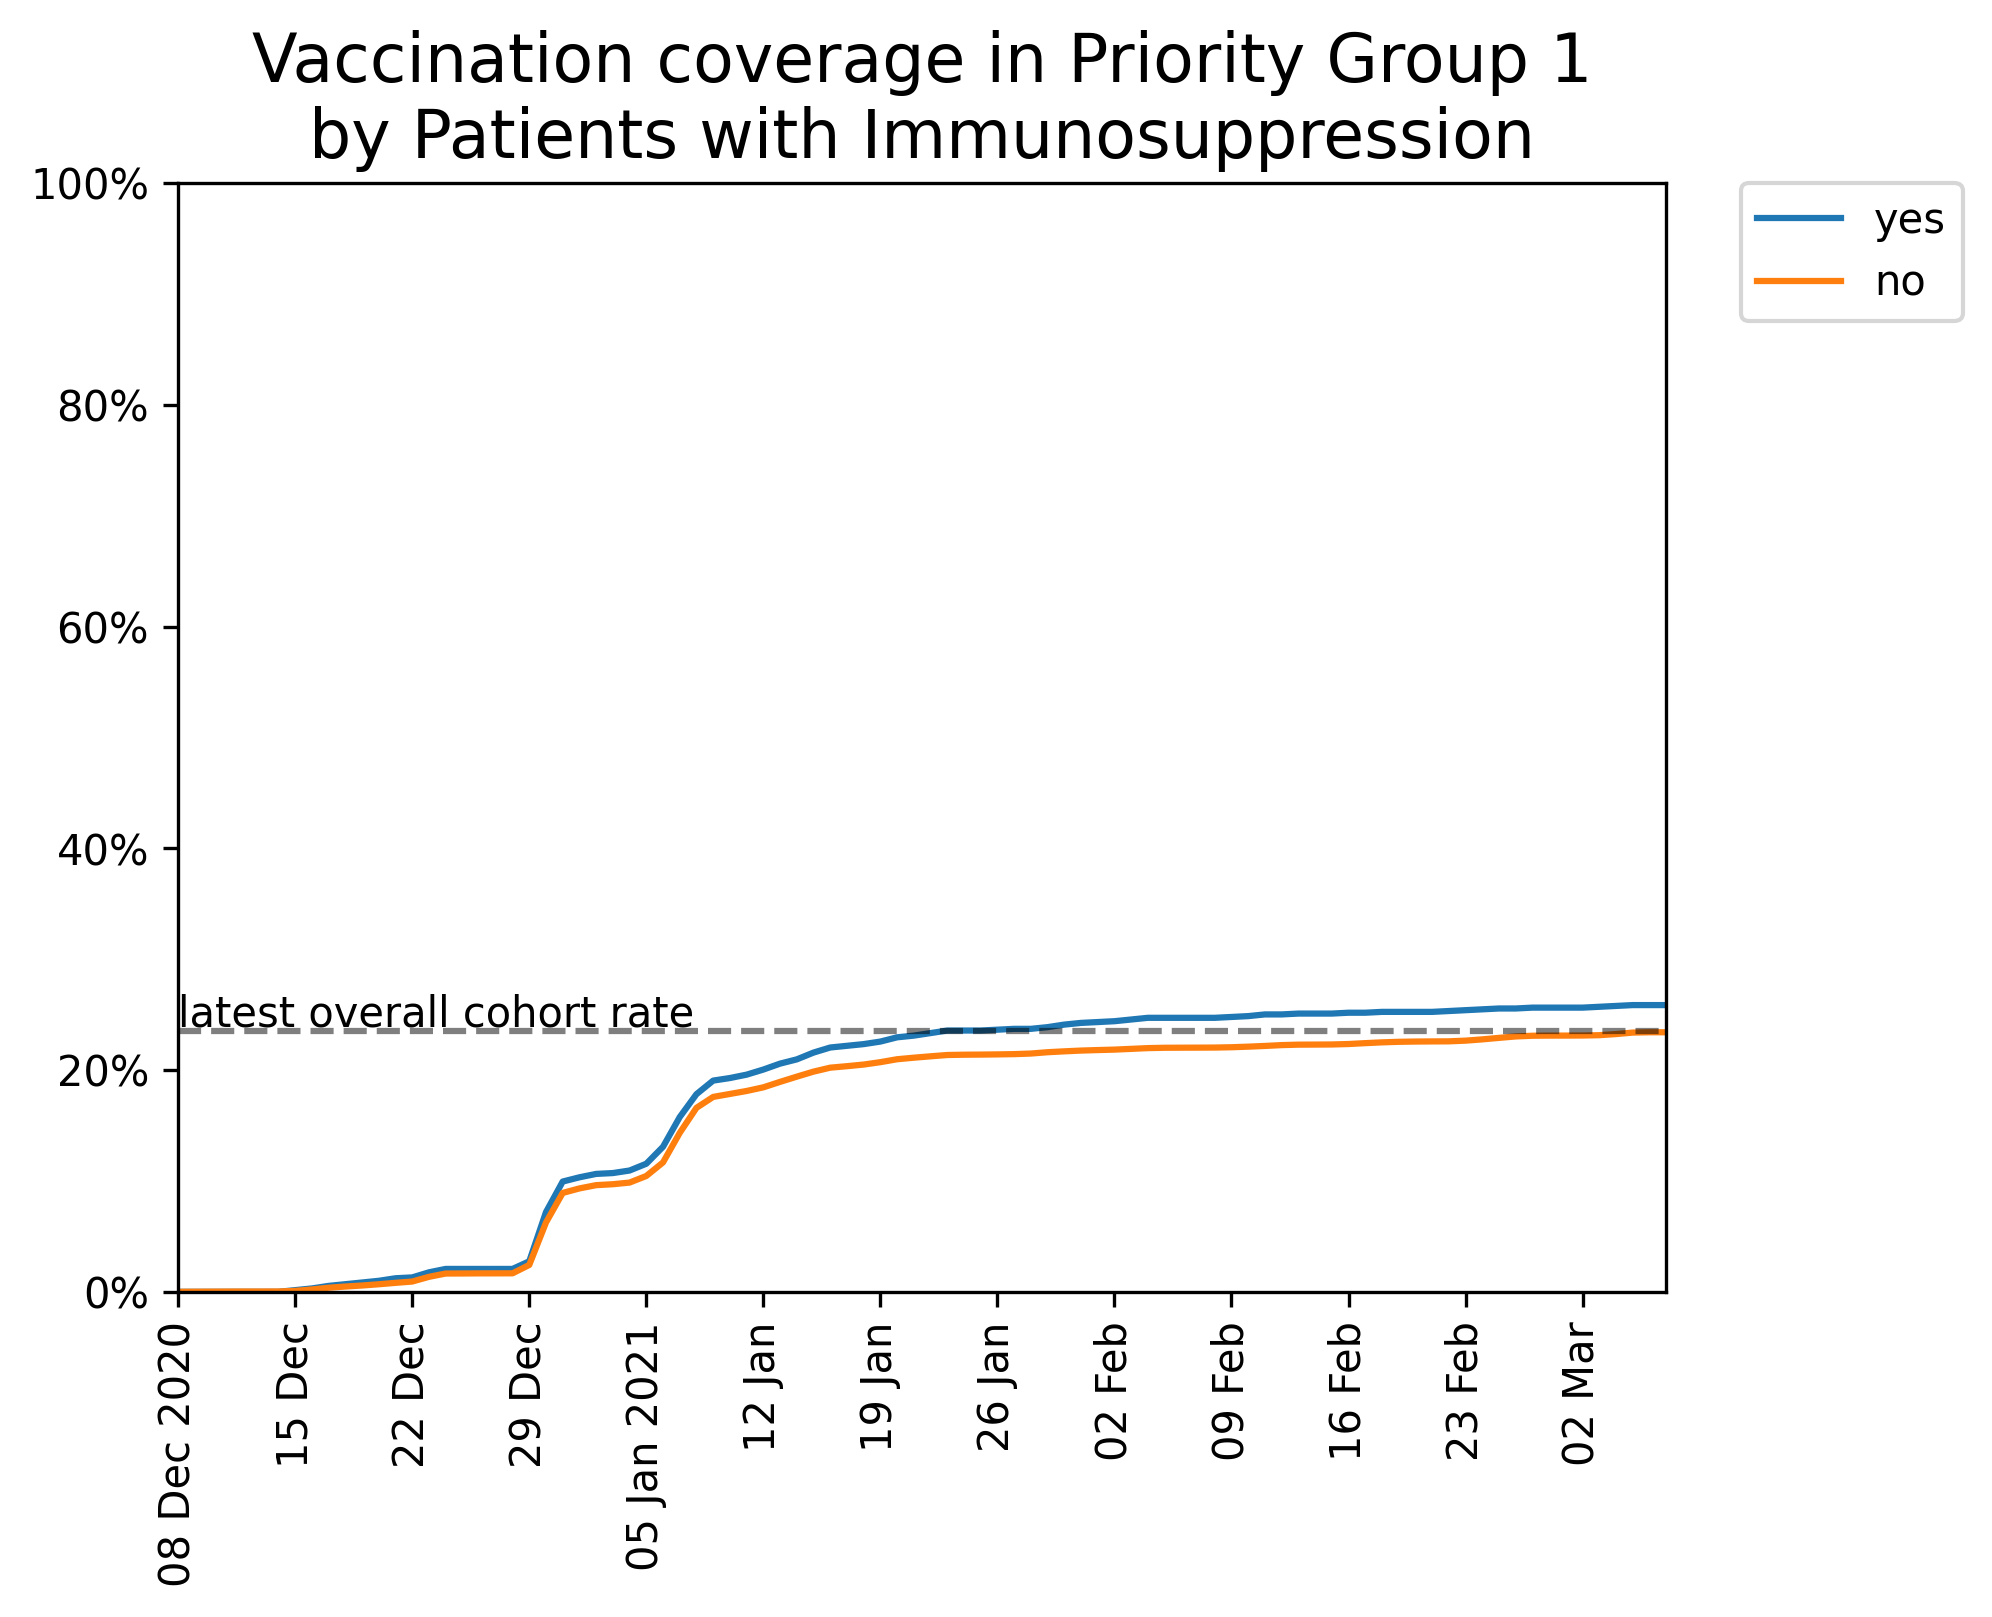 Vaccination coverage in Priority Group 1
by Patients with Immunosuppression
100%
80%
60%
40%
20%
0%
latest overall cohort rate
yes
no
08 Dec 2020
15 Dec
22 Dec
29 Dec
05 Jan 2021
12 Jan
19 Jan
26 Jan
02 Feb
09 Feb
16 Feb
23 Feb
02 Mar